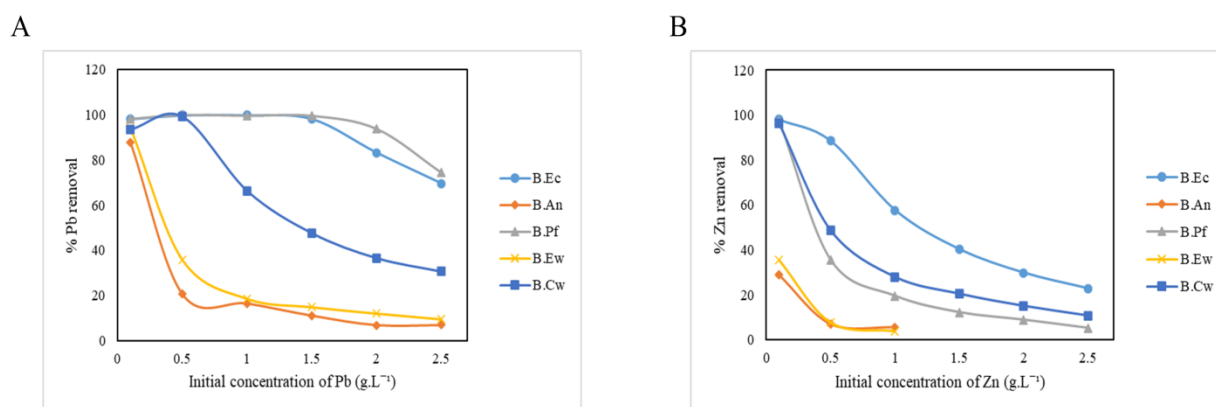 A
120
100
80
60
40
20
0
% Pb removal
0 0.5 1 1.5 2 2.5
Initial concentration of Pb (g.L⁻¹)
B.Ec
B.An
B.Pf
B.Ew
B.Cw
B
120
100
80
60
40
20
0
% Zn removal
0 0.5 1 1.5 2 2.5
Initial concentration of Zn (g.L⁻¹)
B.Ec
B.An
B.Pf
B.Ew
B.Cw